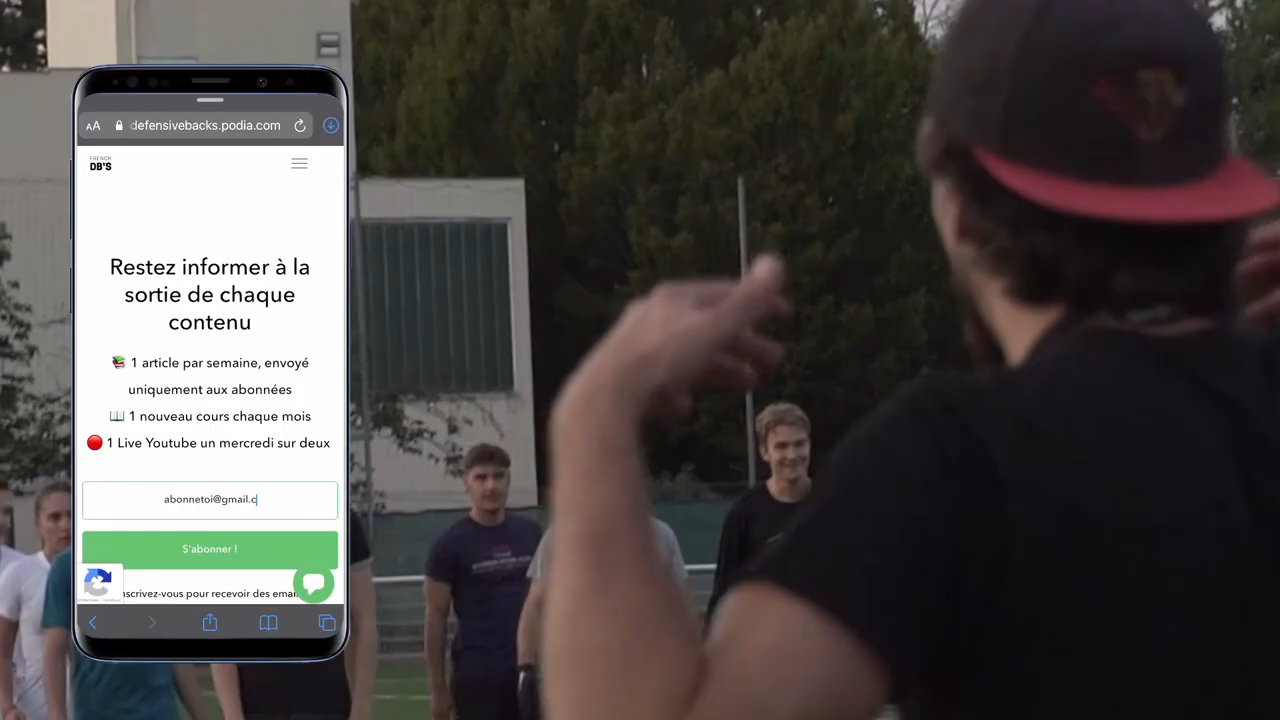 AA defensivebacks.podia.com
FRENCH
DB'S
Restez informer à la
sortie de chaque
contenu
1 article par semaine, envoyé
uniquement aux abonnées
1 nouveau cours chaque mois
1 Live Youtube un mercredi sur deux
abonnetoi@gmail.c
S'abonner !
nscrivez-vous pour recevoir des email